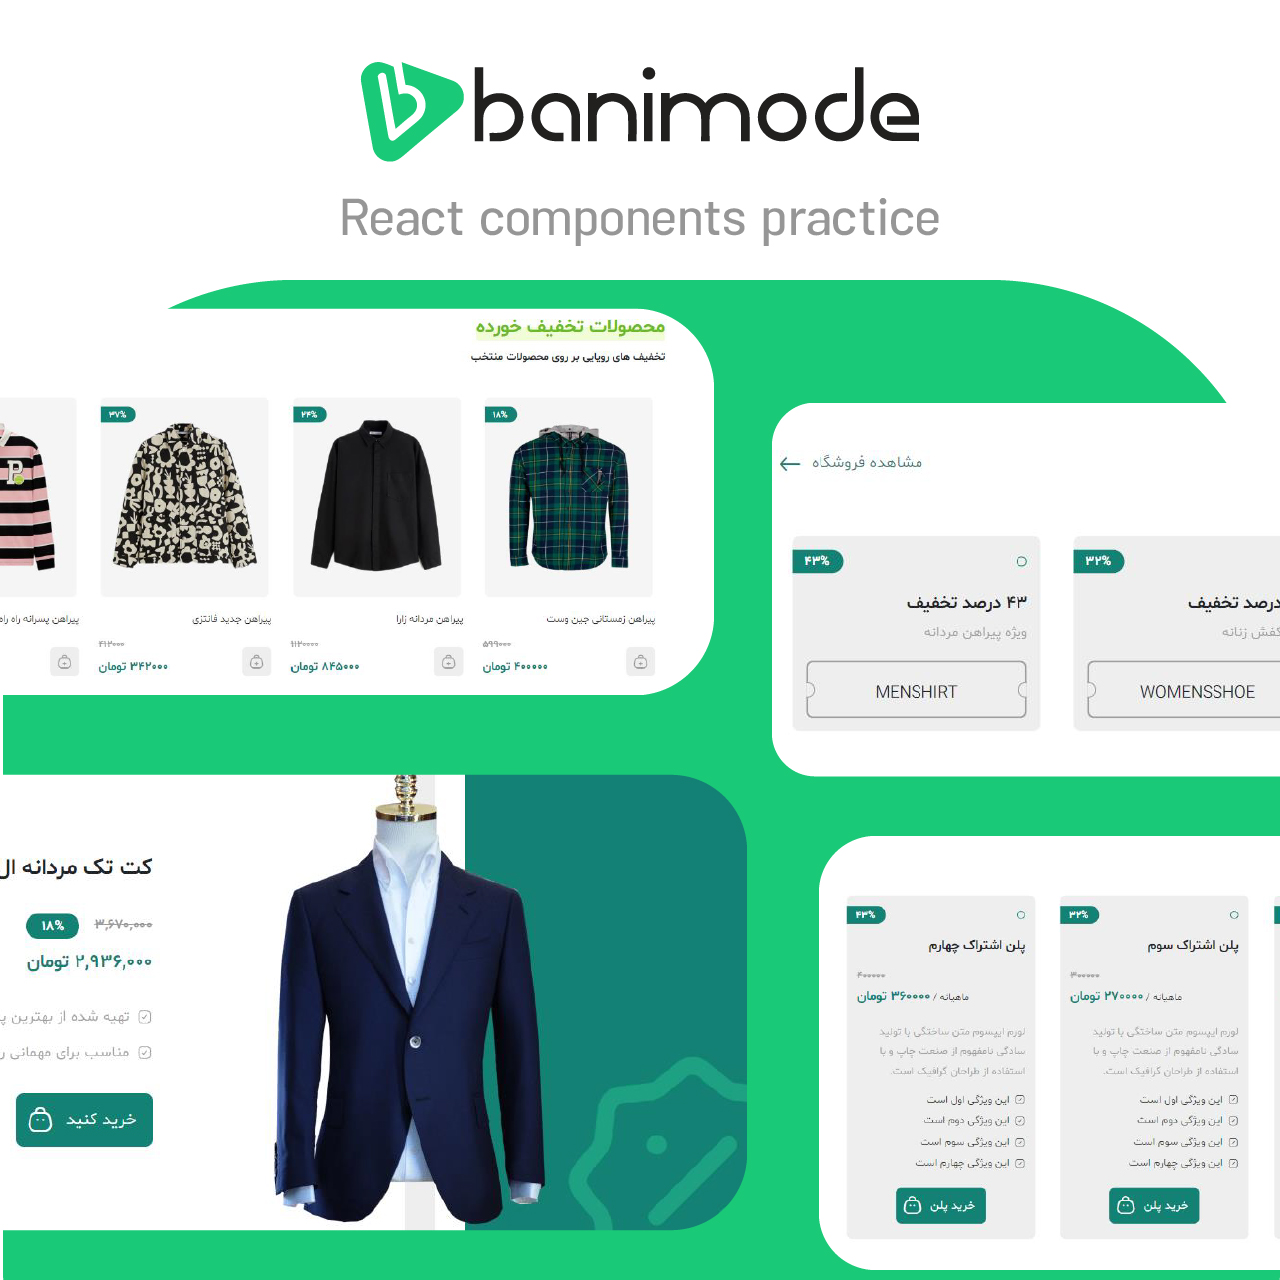 banimode
React components practice
محصولات تخفیف خورده
تخفیف های رویایی بر روی محصولات منتخب
۱۸%
۲۴%
۳۷%
پیراهن زمستانی جین وست
پیراهن مردانه زارا
پیراهن جدید فانتزی
پیراهن پسرانه راه راه
۵۹۹۰۰۰
۱۱۲۰۰۰۰
۴۱۲۰۰۰
۴۰۰۰۰۰ تومان
۸۴۵۰۰۰ تومان
۳۴۲۰۰۰ تومان
مشاهده فروشگاه
۳۲%
۴۳%
درصد تخفیف
۴۳ درصد تخفیف
کفش زنانه
ویژه پیراهن مردانه
MENSHIRT
WOMENSSHOE
کت تک مردانه
۳,۶۷۰,۰۰۰
۱۸%
۲,۹۳۶,۰۰۰ تومان
تهیه شده از بهترین
مناسب برای مهمانی
خرید کنید
۳۲%
پلن اشتراک سوم
۳۰۰۰۰۰
ماهیانه / ۲۷۰۰۰۰ تومان
لورم ایپسوم متن ساختگی با تولید
سادگی نامفهوم از صنعت چاپ و با
استفاده از طراحان گرافیک است.
این ویژگی اول است
این ویژگی دوم است
این ویژگی سوم است
این ویژگی چهارم است
خرید پلن
۴۳%
پلن اشتراک چهارم
۴۰۰۰۰۰
ماهیانه / ۳۶۰۰۰۰ تومان
لورم ایپسوم متن ساختگی با تولید
سادگی نامفهوم از صنعت چاپ و با
استفاده از طراحان گرافیک است.
این ویژگی اول است
این ویژگی دوم است
این ویژگی سوم است
این ویژگی چهارم است
خرید پلن